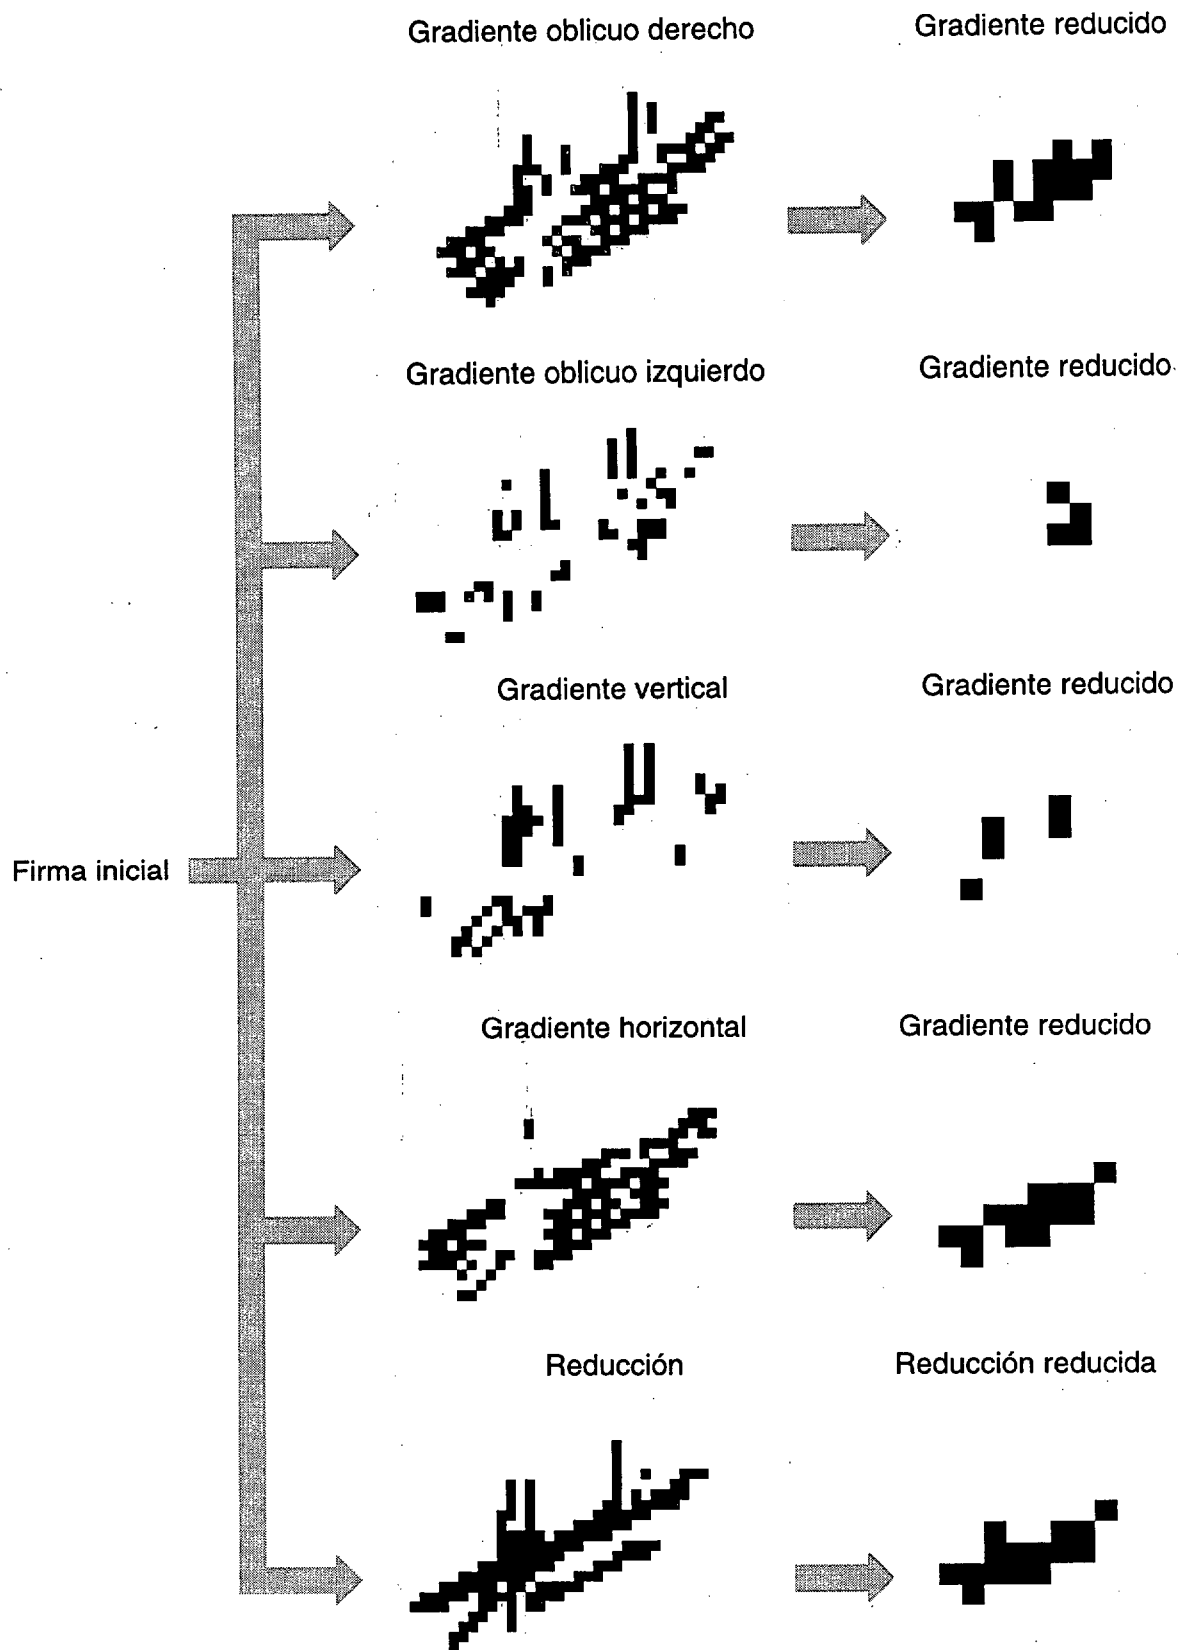 Gradiente oblicuo derecho
Gradiente reducido
Gradiente oblicuo izquierdo
Gradiente reducido
Gradiente vertical
Gradiente reducido
Firma inicial
Gradiente horizontal
Gradiente reducido
Reducción
Reducción reducida